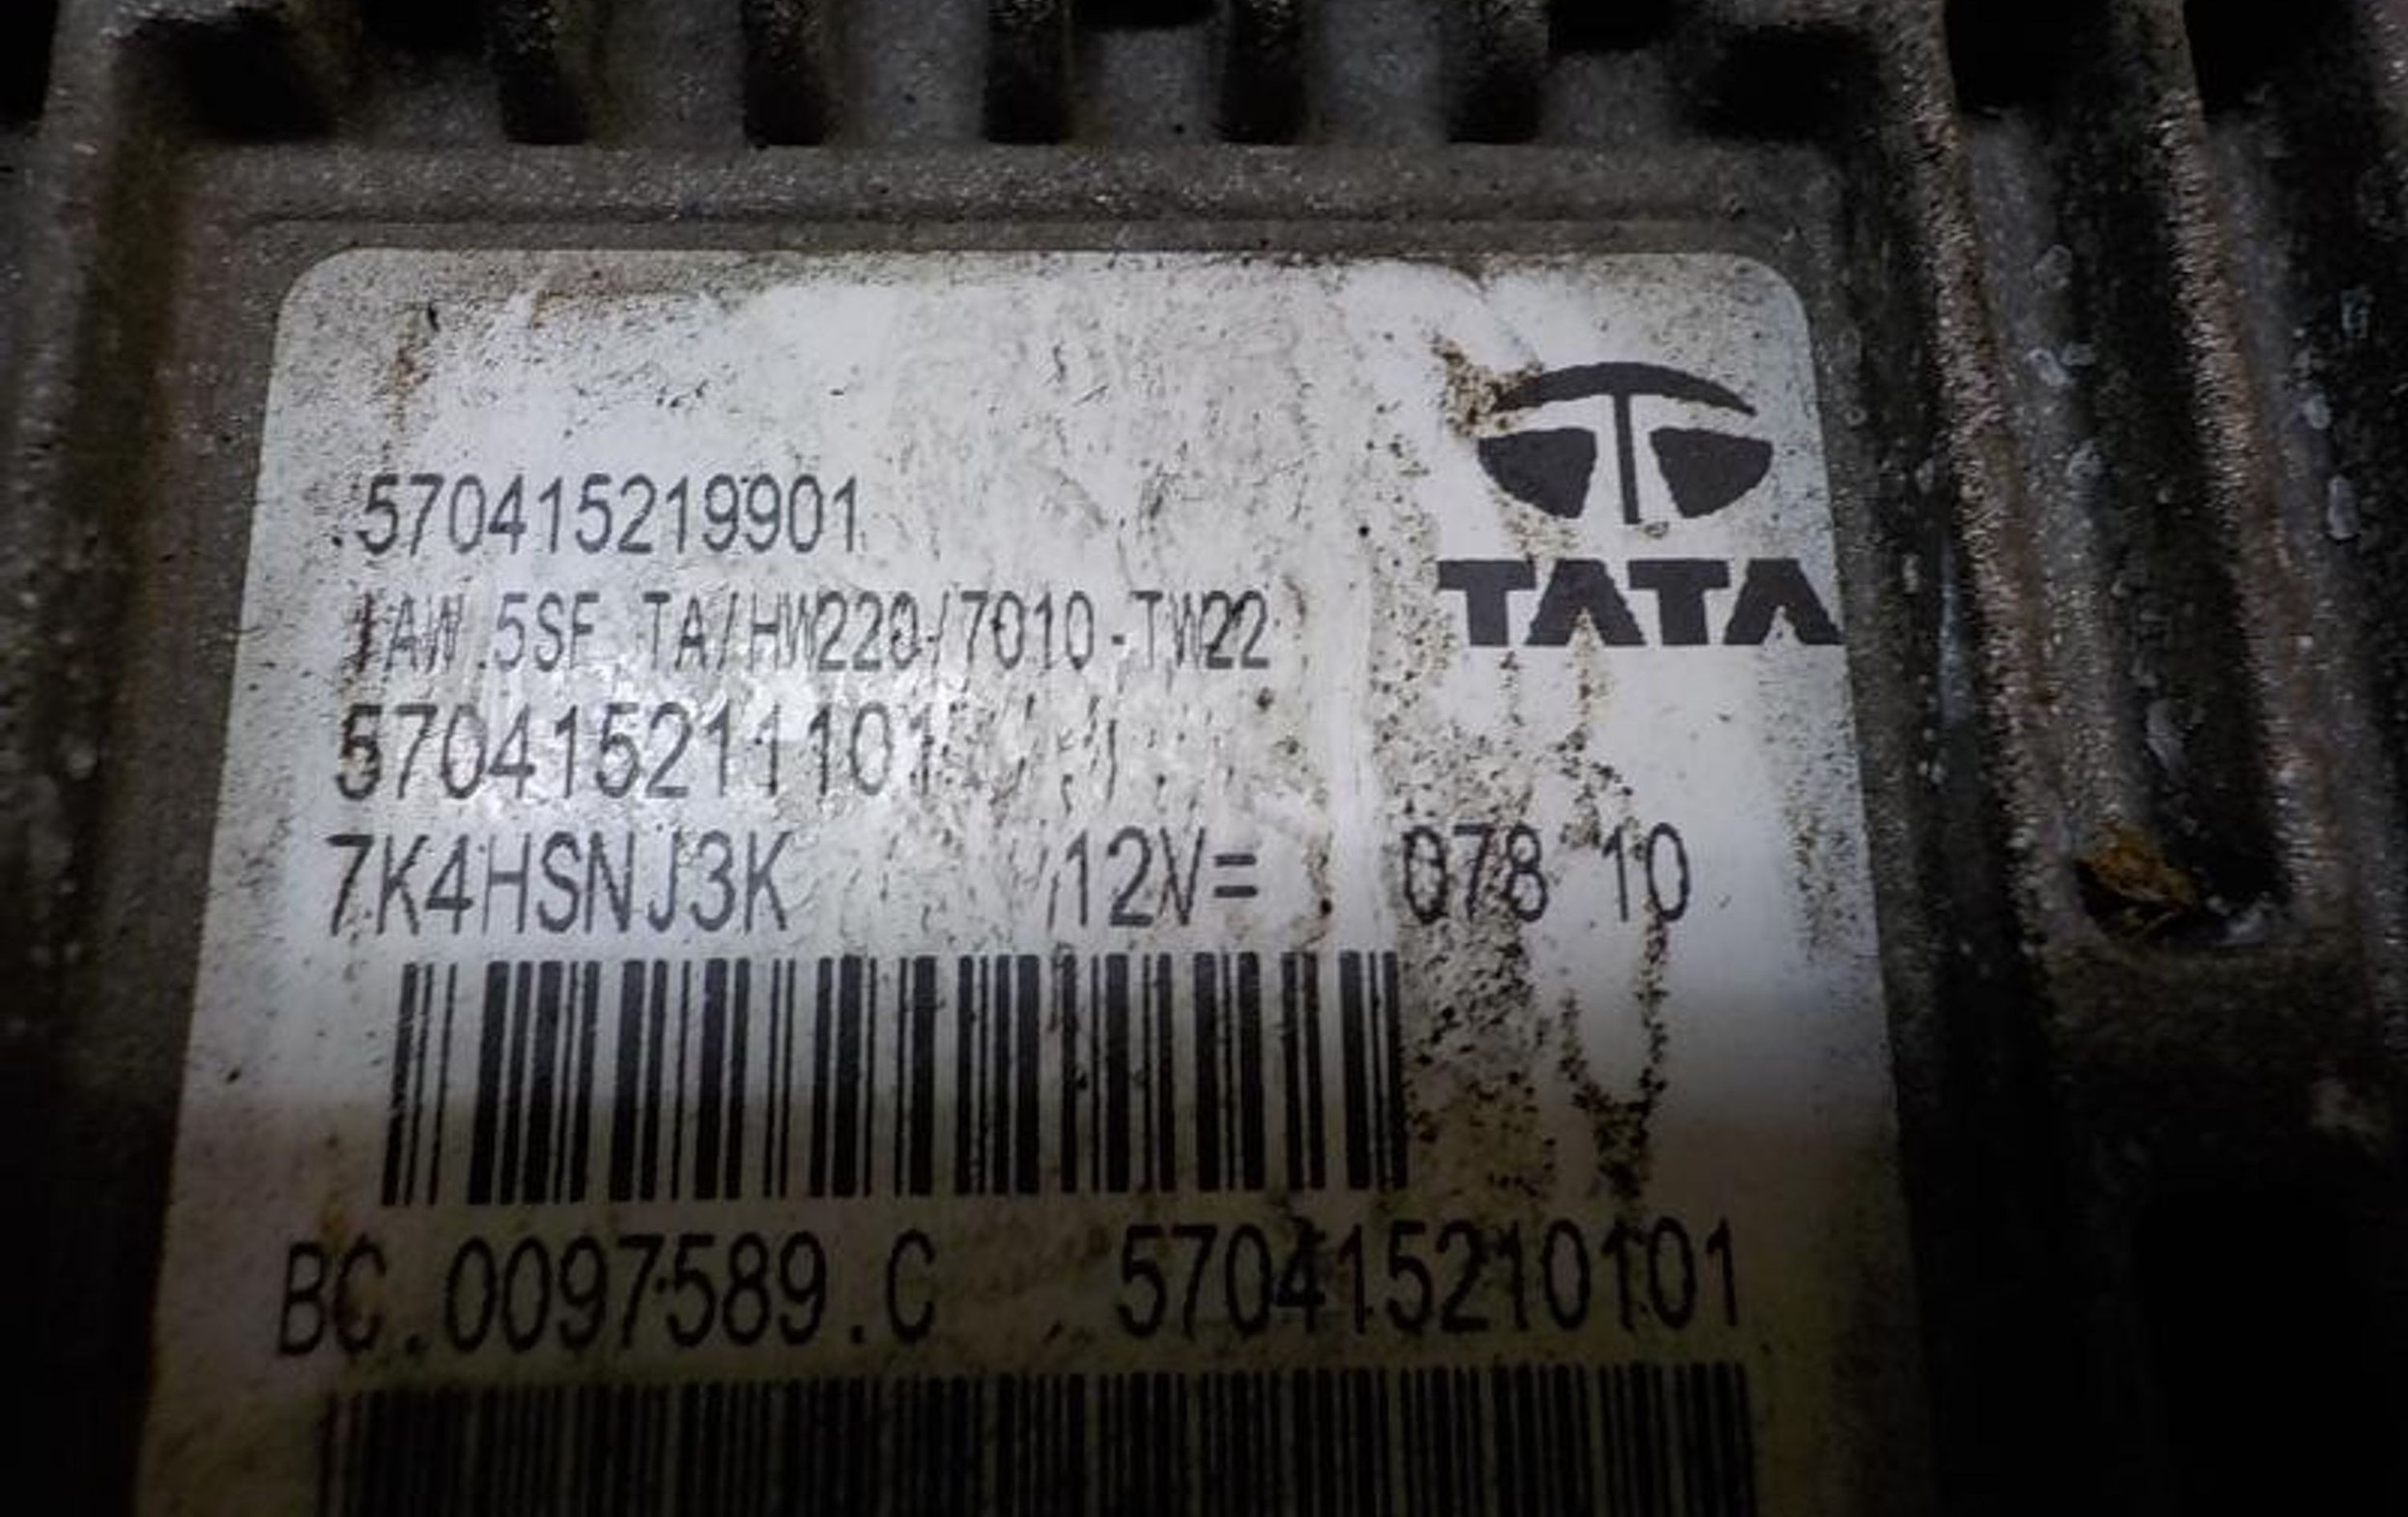 570415219901
TATA
IAW 5SF TA/HW220/7010-TW22
570415211101
7K4HSNJ3K 12V= 078 10
BC.0097589.C 570415210101